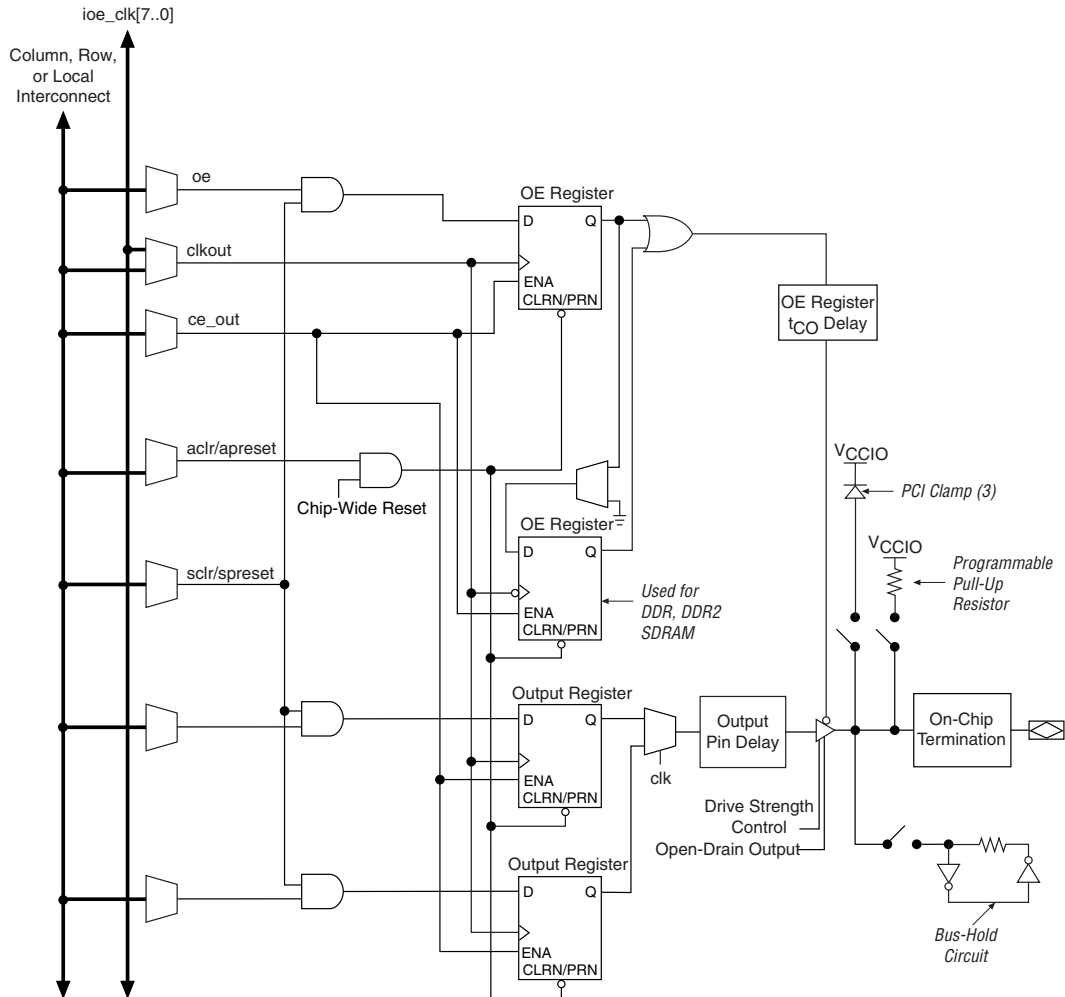 ioe_clk[7..0]
Column, Row,
or Local
Interconnect
oe
OE Register
D
Q
clkout
ENA
CLRN/PRN
OE Register
tCO Delay
ce_out
aclr/apreset
Chip-Wide Reset
VCCIO
PCI Clamp (3)
OE Register
D
Q
VCCIO
Programmable
Pull-Up
Resistor
sclr/spreset
Used for
DDR, DDR2
SDRAM
ENA
CLRN/PRN
Output Register
D
Q
Output
Pin Delay
On-Chip
Termination
clk
ENA
CLRN/PRN
Drive Strength
Control
Open-Drain Output
Output Register
D
Q
ENA
CLRN/PRN
Bus-Hold
Circuit